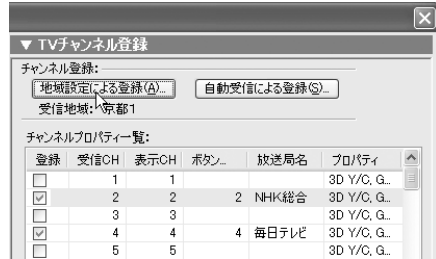 ▼ TVチャンネル登録
チャンネル登録:
地域設定による登録(A)... 自動受信による登録(S)...
受信地域: 京都1
チャンネルプロパティ一覧:
登録 受信CH 表示CH ボタン... 放送局名 プロパティ
1 1 3D Y/C, G...
2 2 2 NHK総合 3D Y/C, G...
3 3 3D Y/C, G...
4 4 4 毎日テレビ 3D Y/C, G...
5 5 3D Y/C, G...